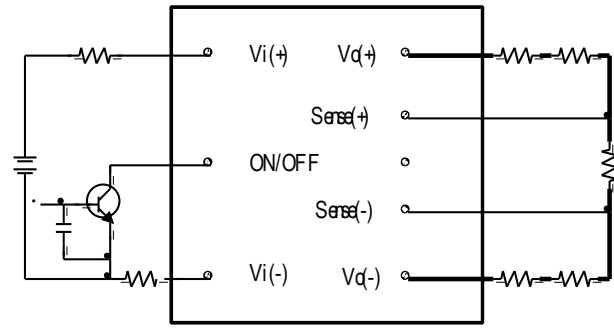 Vi(+) Vo(+)
Sense(+)
ON/OFF
Sense(-)
Vi(-) Vo(-)